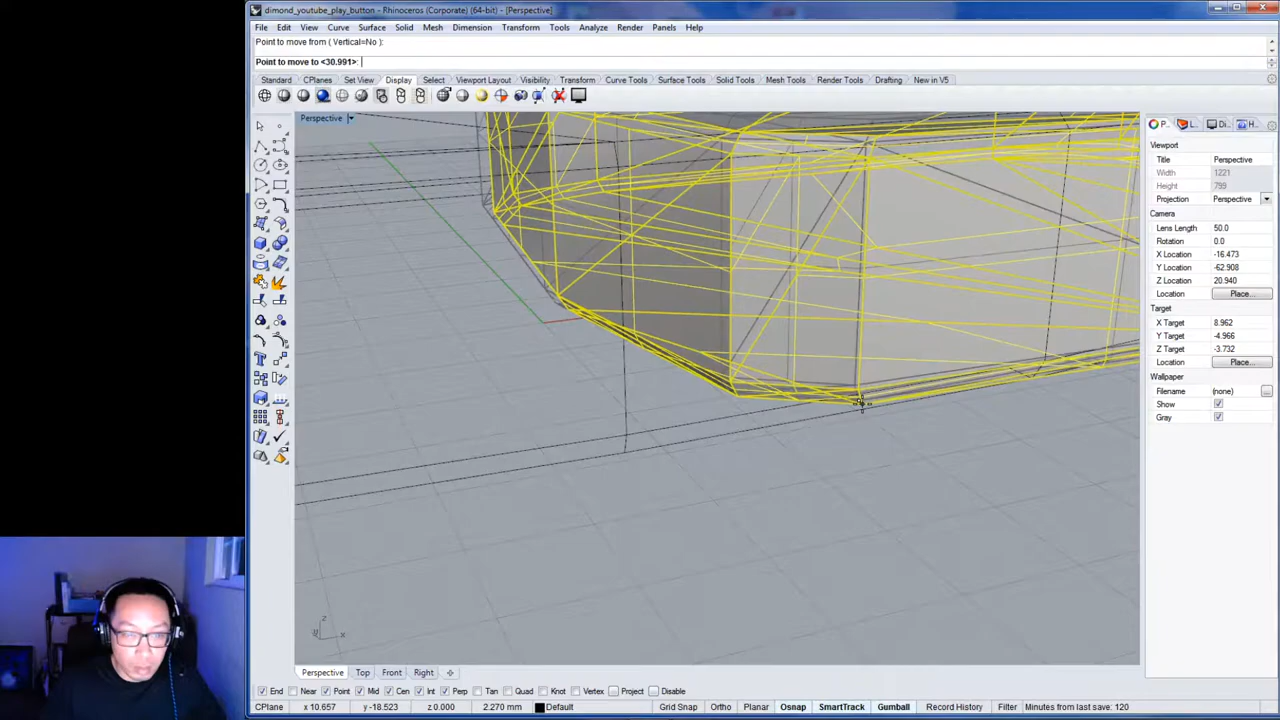 dimond_youtube_play_button - Rhinoceros (Corporate) (64-bit) - [Perspective]
File Edit View Curve Surface Solid Mesh Dimension Transform Tools Analyze Render Panels Help
Point to move from ( Vertical=No ):
Point to move to <30.991>:
Standard CPlanes Set View Display Select Viewport Layout Visibility Transform Curve Tools Surface Tools Solid Tools Mesh Tools Render Tools Drafting New in V5
Perspective
P... L... Di... H...
Viewport
Title Perspective
Width 1221
Height 799
Projection Perspective
Camera
Lens Length 50.0
Rotation 0.0
X Location -16.473
Y Location -62.908
Z Location 20.940
Location Place...
Target
X Target 8.962
Y Target -4.966
Z Target -3.732
Location Place...
Wallpaper
Filename (none) ...
Show
Gray
z
y x
Perspective Top Front Right
End Near Point Mid Cen Int Perp Tan Quad Knot Vertex Project Disable
CPlane x 10.657 y -18.523 z 0.000 2.270 mm Default Grid Snap Ortho Planar Osnap SmartTrack Gumball Record History Filter Minutes from last save: 120